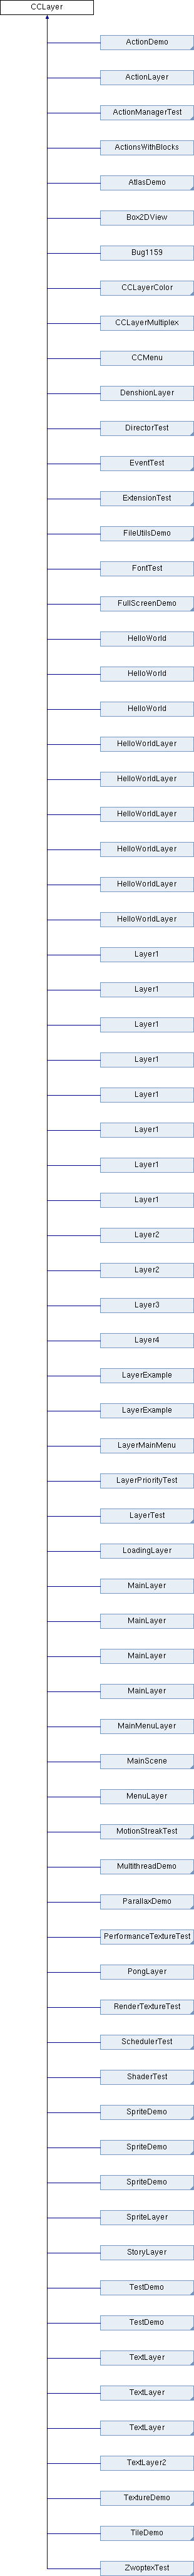 CCLayer
ActionDemo
ActionLayer
ActionManagerTest
ActionsWithBlocks
AtlasDemo
Box2DView
Bug1159
CCLayerColor
CCLayerMultiplex
CCMenu
DenshionLayer
DirectorTest
EventTest
ExtensionTest
FileUtilsDemo
FontTest
FullScreenDemo
HelloWorld
HelloWorld
HelloWorld
HelloWorldLayer
HelloWorldLayer
HelloWorldLayer
HelloWorldLayer
HelloWorldLayer
HelloWorldLayer
Layer1
Layer1
Layer1
Layer1
Layer1
Layer1
Layer1
Layer1
Layer2
Layer2
Layer3
Layer4
LayerExample
LayerExample
LayerMainMenu
LayerPriorityTest
LayerTest
LoadingLayer
MainLayer
MainLayer
MainLayer
MainLayer
MainMenuLayer
MainScene
MenuLayer
MotionStreakTest
MultithreadDemo
ParallaxDemo
PerformanceTextureTest
PongLayer
RenderTextureTest
SchedulerTest
ShaderTest
SpriteDemo
SpriteDemo
SpriteDemo
SpriteLayer
StoryLayer
TestDemo
TestDemo
TextLayer
TextLayer
TextLayer
TextLayer2
TextureDemo
TileDemo
ZwoptexTest